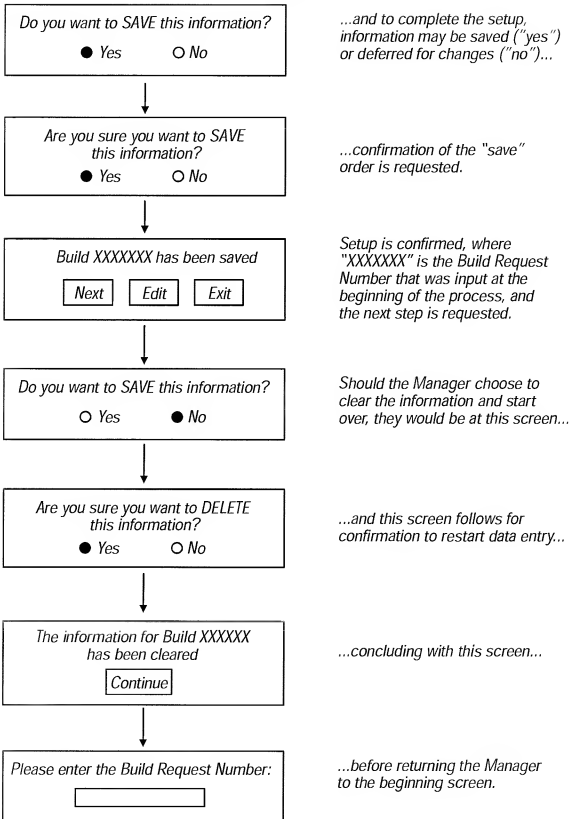 Do you want to SAVE this information?
Yes No
...and to complete the setup,
information may be saved ("yes")
or deferred for changes ("no")...
Are you sure you want to SAVE
this information?
Yes No
...confirmation of the "save"
order is requested.
Build XXXXXXX has been saved
Next Edit Exit
Setup is confirmed, where
"XXXXXXX" is the Build Request
Number that was input at the
beginning of the process, and
the next step is requested.
Do you want to SAVE this information?
Yes No
Should the Manager choose to
clear the information and start
over, they would be at this screen...
Are you sure you want to DELETE
this information?
Yes No
...and this screen follows for
confirmation to restart data entry...
The information for Build XXXXXX
has been cleared
Continue
...concluding with this screen...
Please enter the Build Request Number:
...before returning the Manager
to the beginning screen.